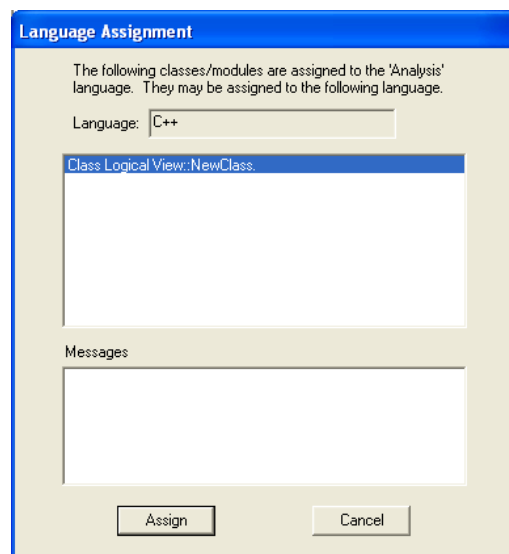 Language Assignment
The following classes/modules are assigned to the 'Analysis'
language. They may be assigned to the following language.
Language: C++
Class Logical View::NewClass.
Messages
Assign Cancel